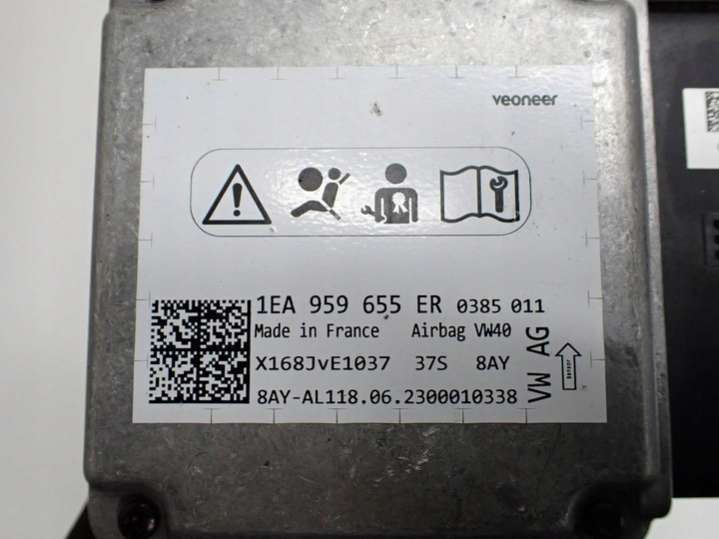 veoneer
1EA 959 655 ER 0385 011
Made in France Airbag VW40
X168JvE1037 37S 8AY
8AY-AL118.06.2300010338
VW AG
Sensor